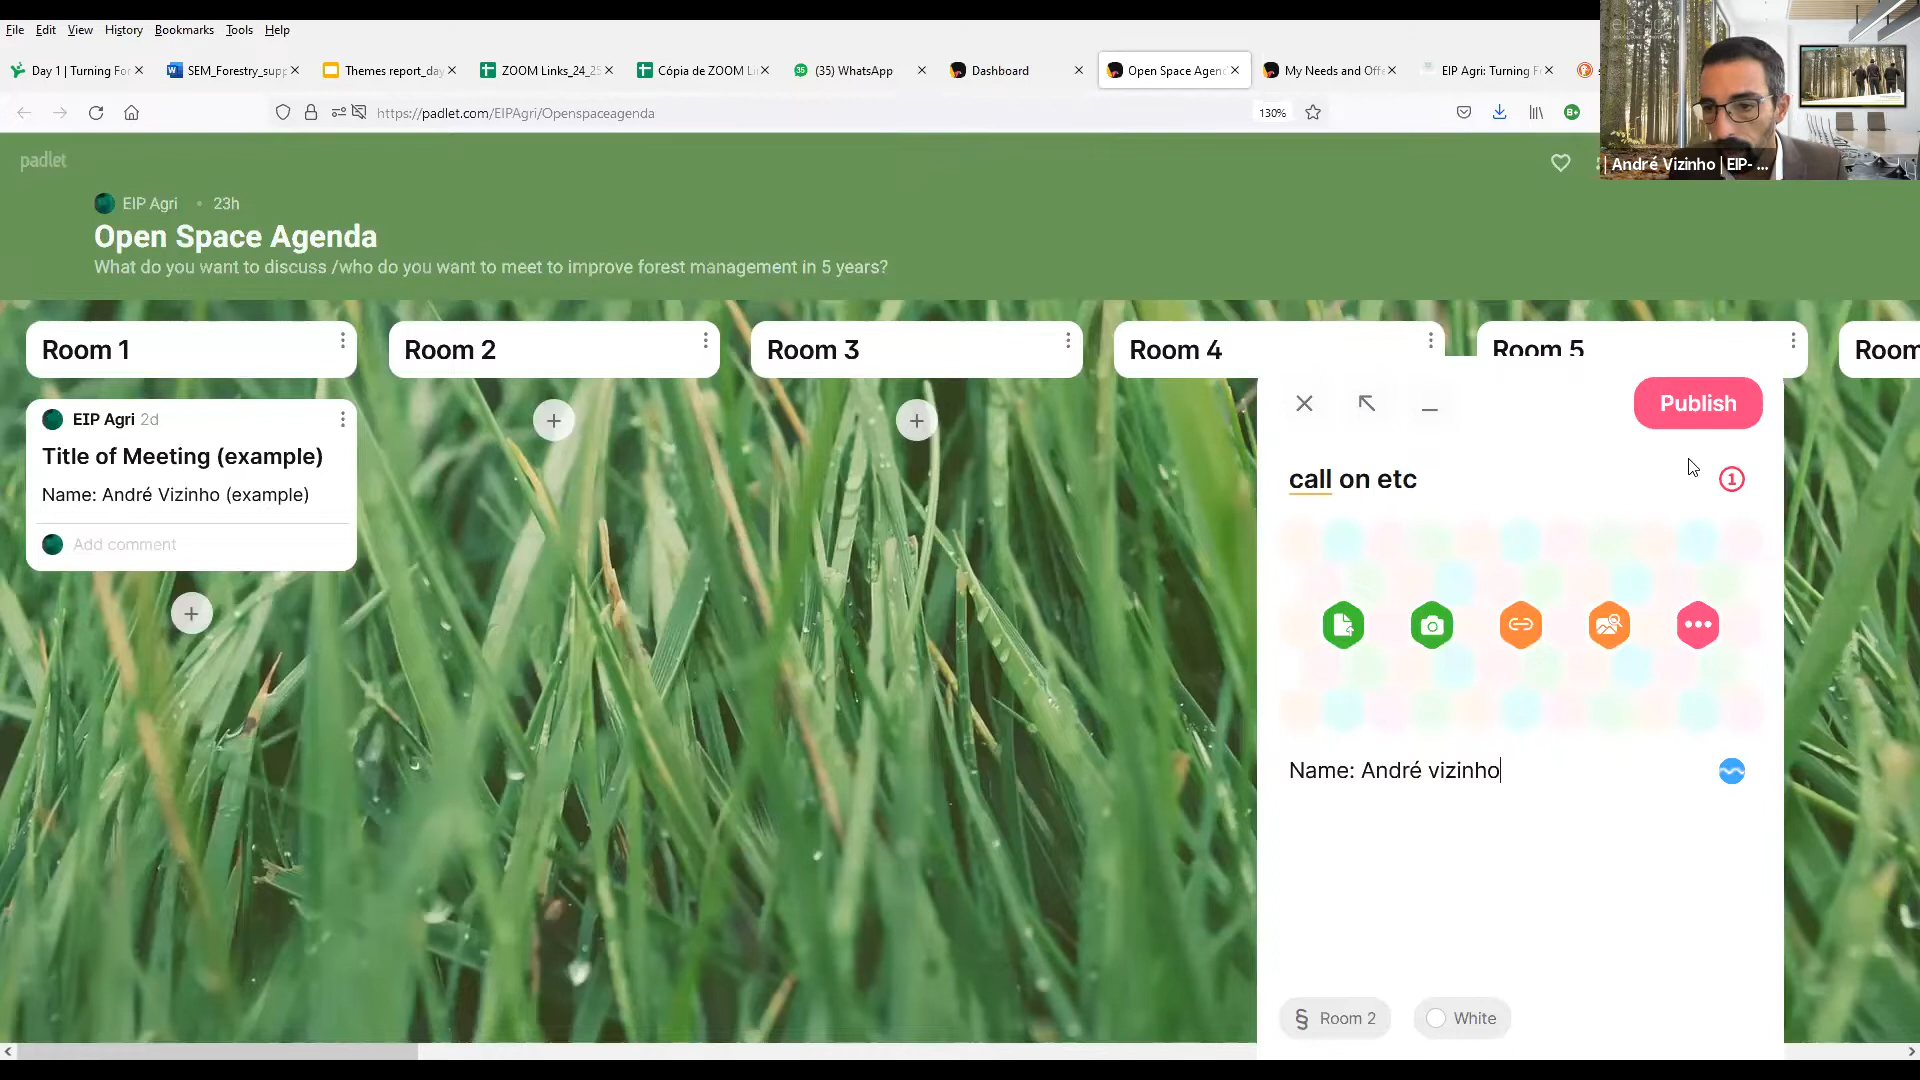 File Edit View History Bookmarks Tools Help
Day 1 | Turning For
SEM_Forestry_supp
Themes report_day
ZOOM Links_24_25
Cópia de ZOOM Li
(35) WhatsApp
Dashboard
Open Space Agen
My Needs and Offe
EIP Agri: Turning F
https://padlet.com/EIPAgri/Openspaceagenda
130%
| André Vizinho | EIP- ...
padlet
EIP Agri • 23h
Open Space Agenda
What do you want to discuss /who do you want to meet to improve forest management in 5 years?
Room 1
Room 2
Room 3
Room 4
Room 5
Room
EIP Agri 2d
Title of Meeting (example)
Name: André Vizinho (example)
Add comment
Publish
call on etc
1
Name: André vizinho
Room 2
White